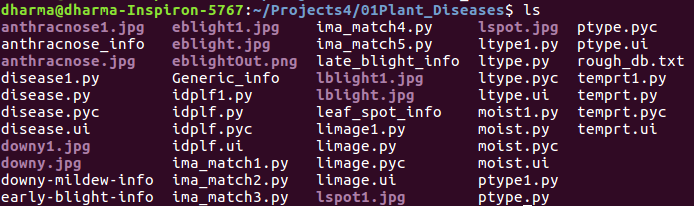 dharma@dharma-Inspiron-5767:~/Projects4/01Plant_Diseases$ ls
anthracnose1.jpg eblight1.jpg ima_match4.py lspot.jpg ptype.pyc
anthracnose_info eblight.jpg ima_match5.py ltype1.py ptype.ui
anthracnose.jpg eblightOut.png late_blight_info ltype.py rough_db.txt
disease1.py Generic_info lblight1.jpg ltype.pyc temprt1.py
disease.py idplf1.py lblight.jpg ltype.ui temprt.py
disease.pyc idplf.py leaf_spot_info moist1.py temprt.pyc
disease.ui idplf.pyc limage1.py moist.py temprt.ui
downy1.jpg idplf.ui limage.py moist.pyc
downy.jpg ima_match1.py limage.pyc moist.ui
downy-mildew-info ima_match2.py limage.ui ptype1.py
early-blight-info ima_match3.py lspot1.jpg ptype.py